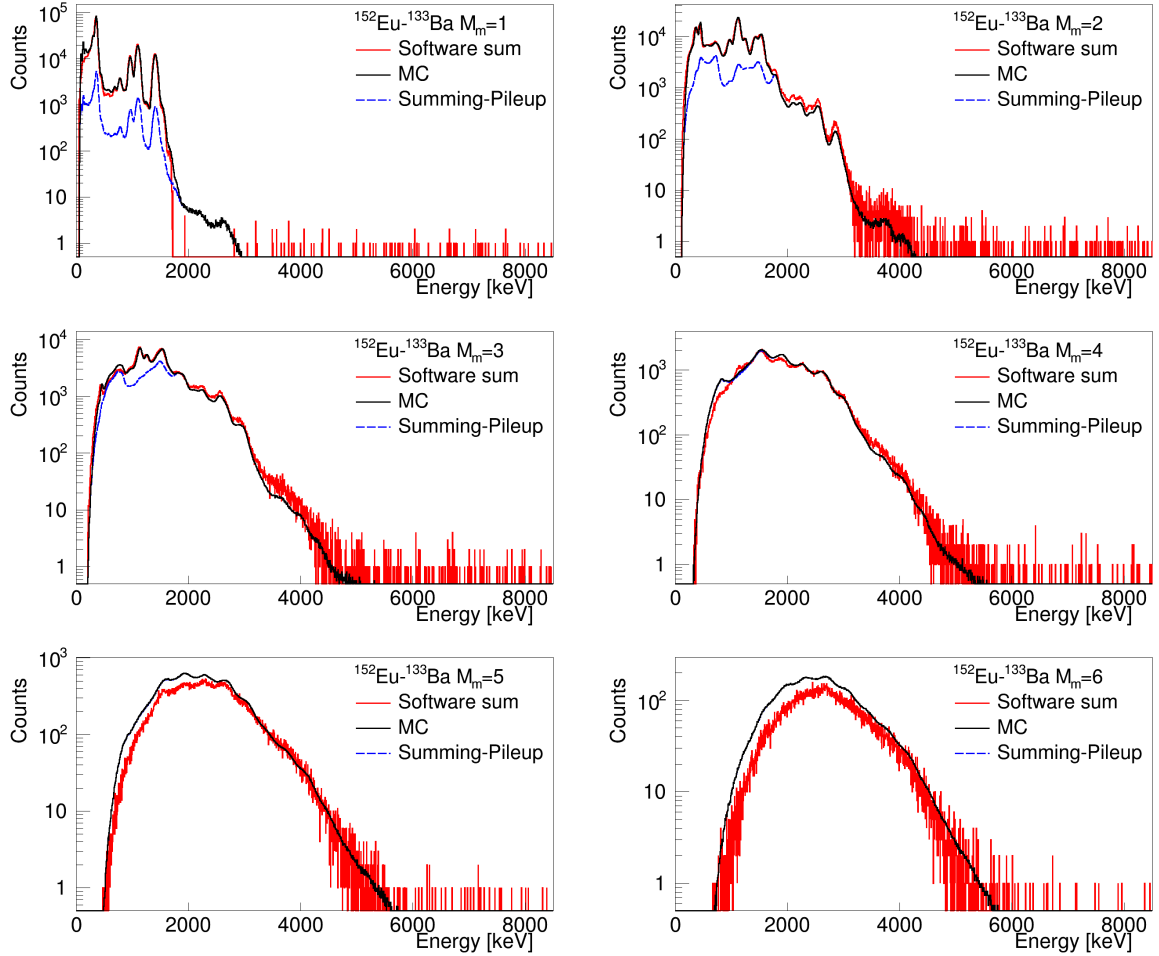 Counts
10⁵
10⁴
10³
10²
10
1
¹⁵²Eu-¹³³Ba Mₘ=1
Software sum
MC
Summing-Pileup
0 2000 4000 6000 8000
Energy [keV]
Counts
10⁴
10³
10²
10
1
¹⁵²Eu-¹³³Ba Mₘ=2
Software sum
MC
Summing-Pileup
0 2000 4000 6000 8000
Energy [keV]
Counts
10⁴
10³
10²
10
1
¹⁵²Eu-¹³³Ba Mₘ=3
Software sum
MC
Summing-Pileup
0 2000 4000 6000 8000
Energy [keV]
Counts
10³
10²
10
1
¹⁵²Eu-¹³³Ba Mₘ=4
Software sum
MC
Summing-Pileup
0 2000 4000 6000 8000
Energy [keV]
Counts
10³
10²
10
1
¹⁵²Eu-¹³³Ba Mₘ=5
Software sum
MC
Summing-Pileup
0 2000 4000 6000 8000
Energy [keV]
Counts
10²
10
1
¹⁵²Eu-¹³³Ba Mₘ=6
Software sum
MC
Summing-Pileup
0 2000 4000 6000 8000
Energy [keV]